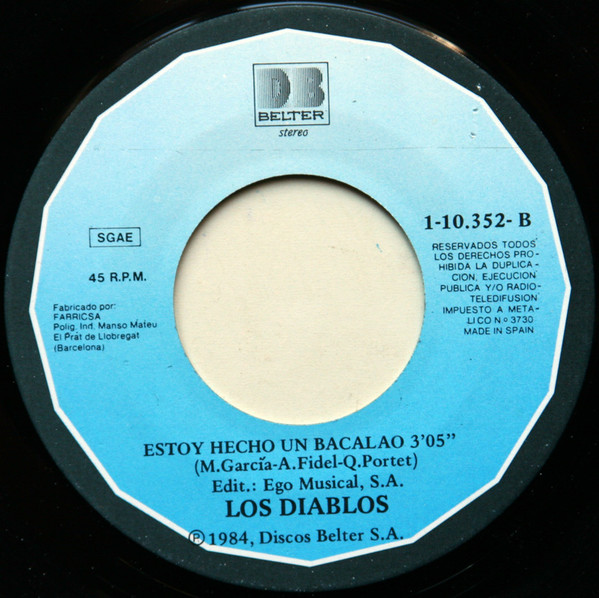 DB
BELTER
stereo
SGAE
45 R.P.M.
Fabricado por:
FABRICSA
Polig. Ind. Manso Mateu
El Prat de Llobregat
(Barcelona)
1-10.352- B
RESERVADOS TODOS
LOS DERECHOS PRO-
HIBIDA LA DUPLICA-
CION, EJECUCION
PUBLICA Y/O RADIO-
TELEDIFUSION
IMPUESTO A META-
LICO N.º 3730
MADE IN SPAIN
ESTOY HECHO UN BACALAO 3'05”
(M.García-A.Fidel-Q.Portet)
Edit.: Ego Musical, S.A.
LOS DIABLOS
Ⓟ1984, Discos Belter S.A.